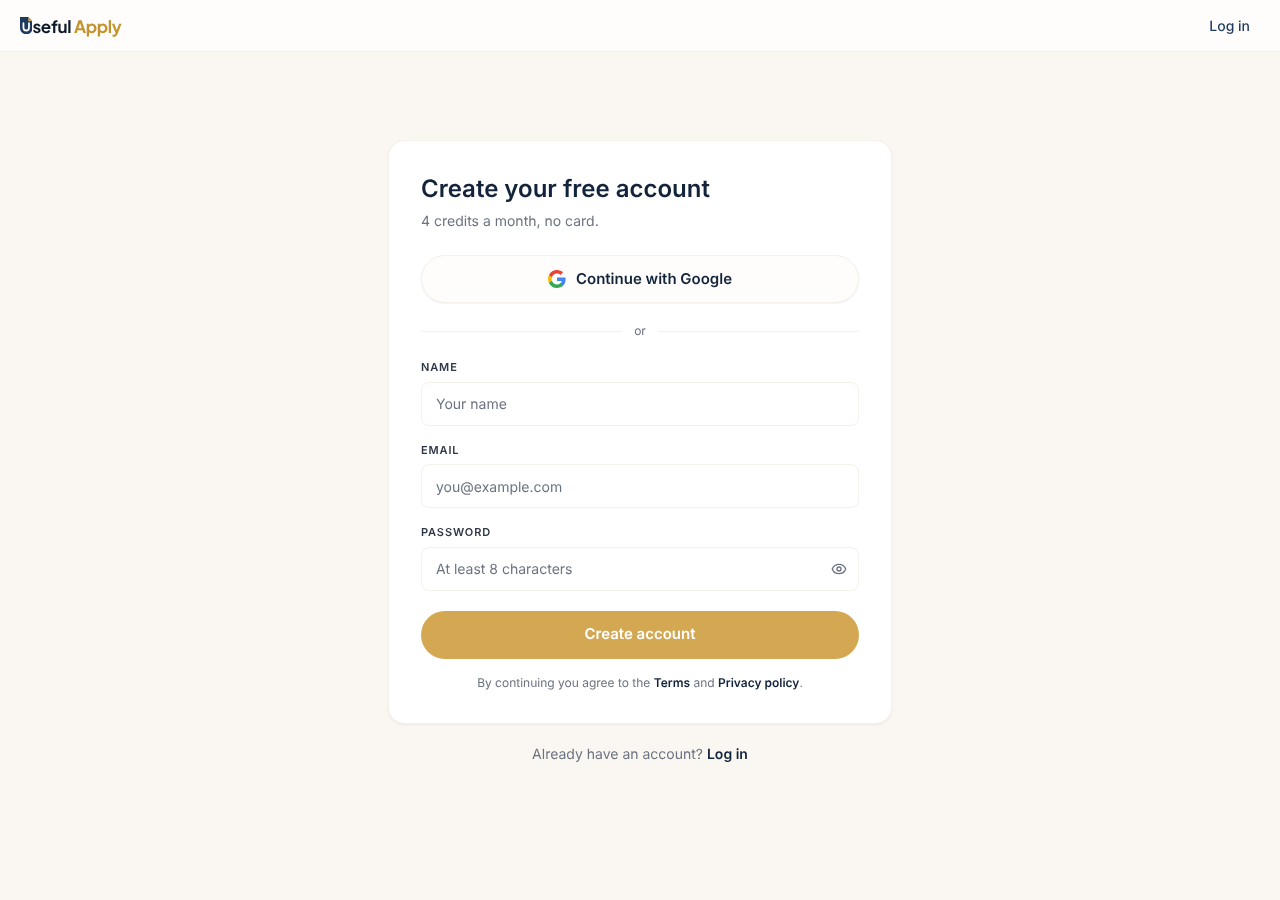 Useful Apply
Log in
Create your free account
4 credits a month, no card.
Continue with Google
or
NAME
Your name
EMAIL
you@example.com
PASSWORD
At least 8 characters
Create account
By continuing you agree to the Terms and Privacy policy.
Already have an account? Log in